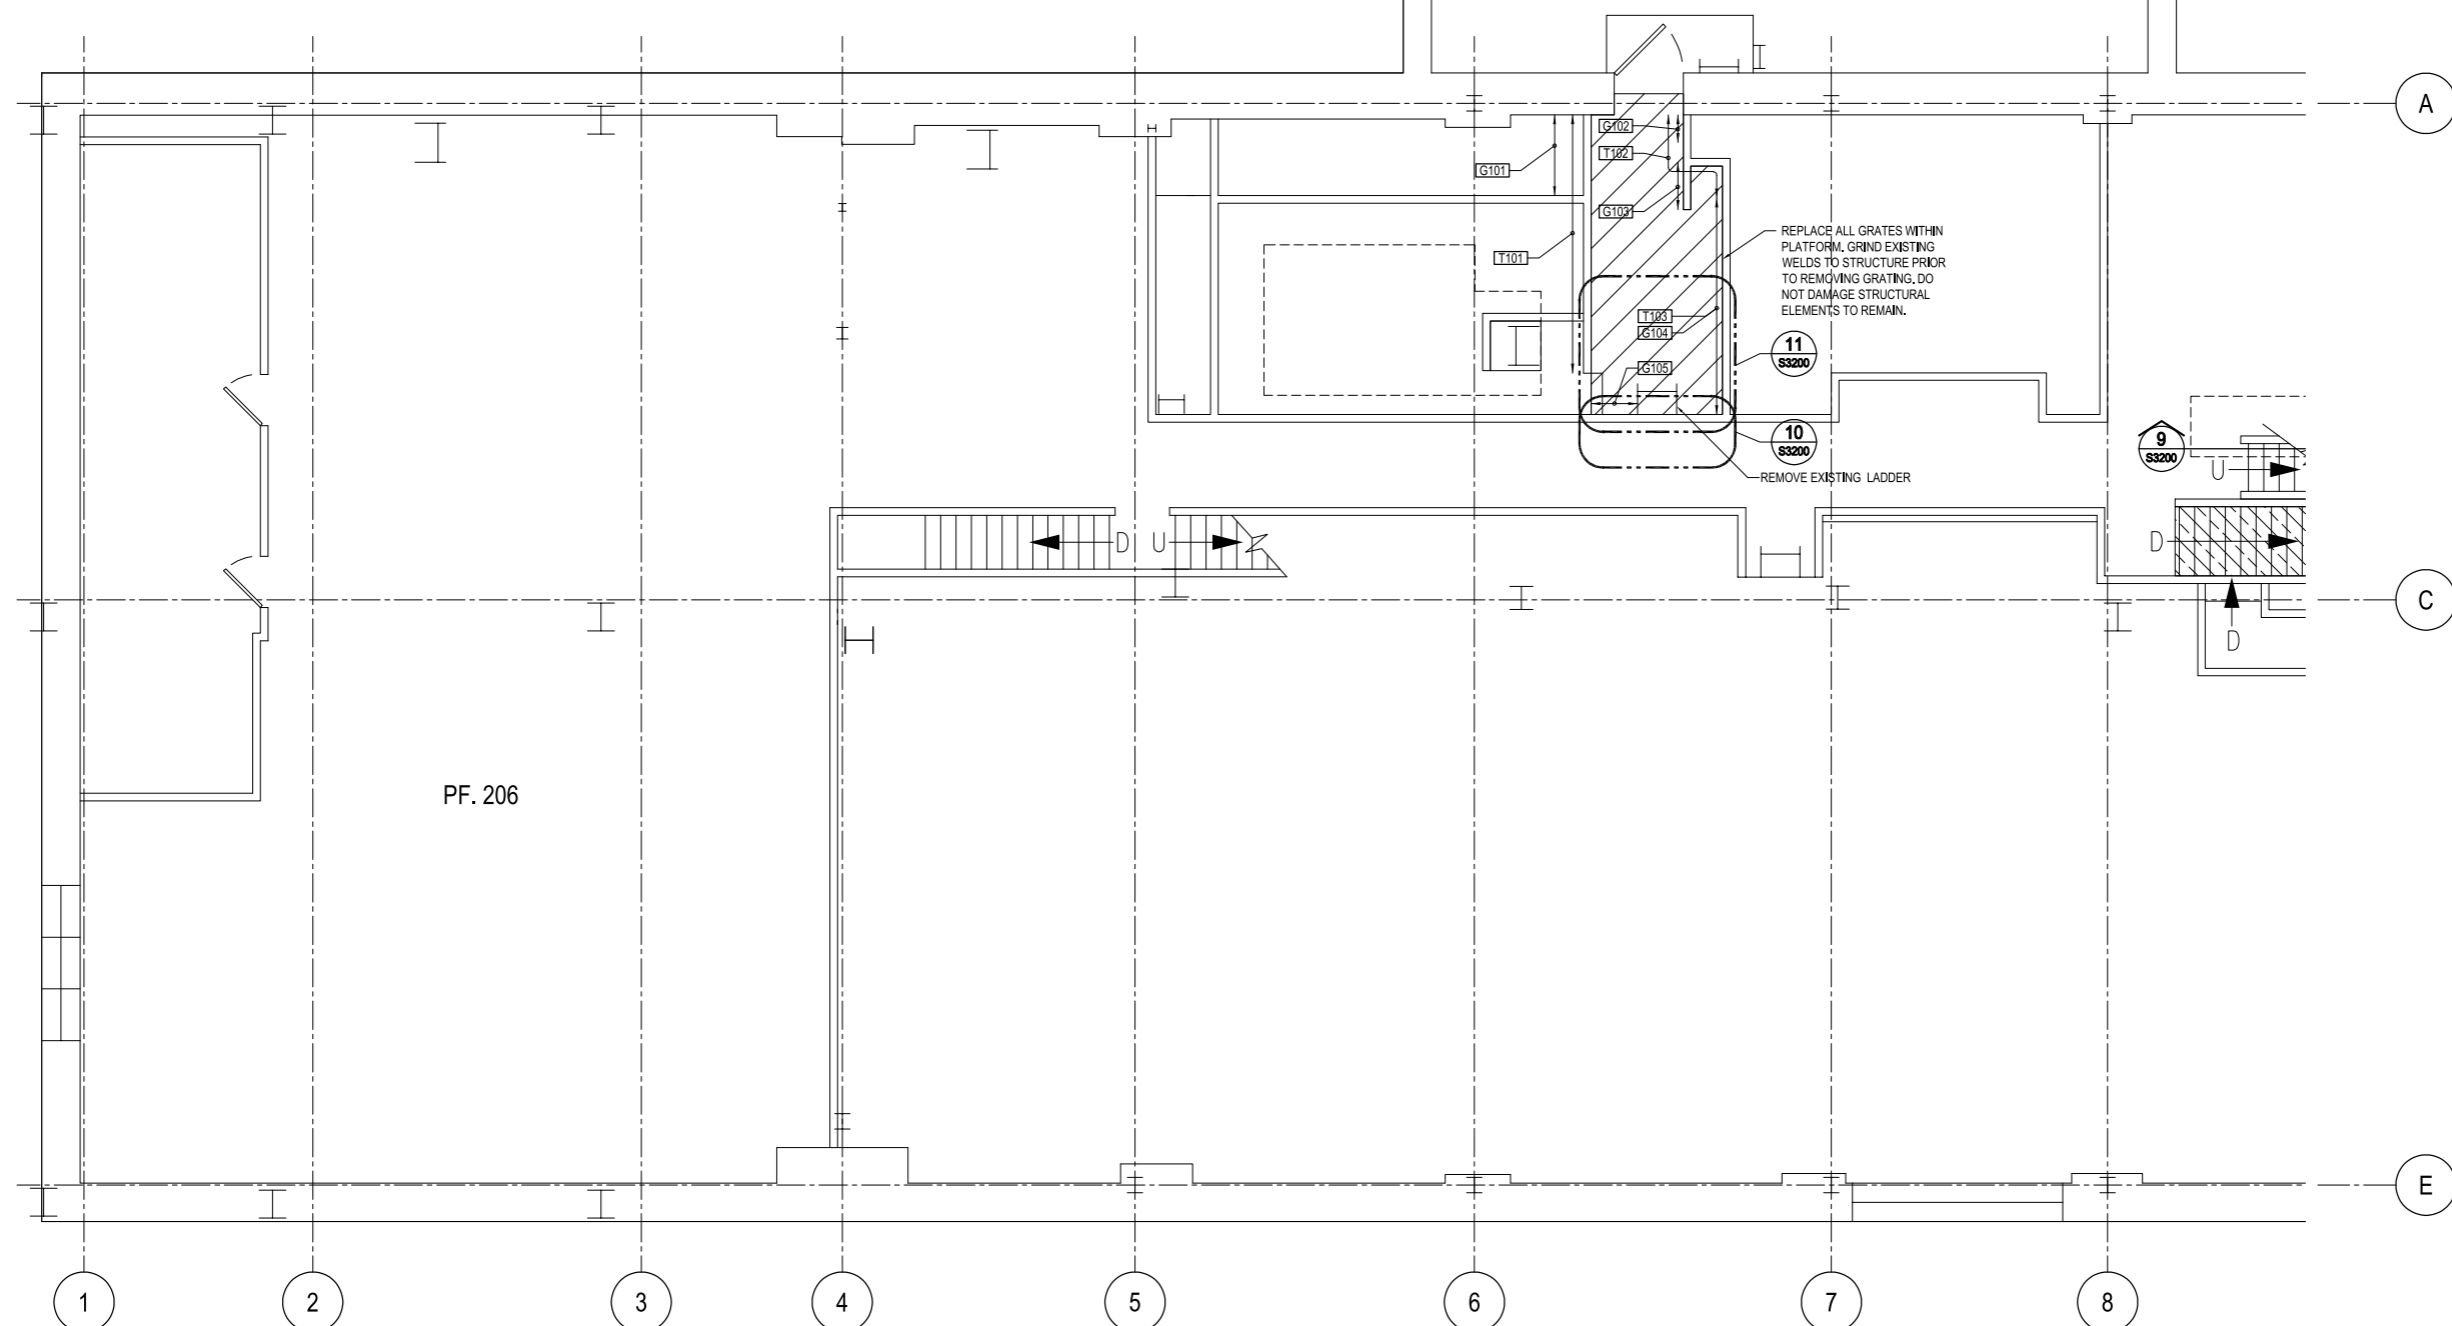 A
G102
T102
G101
G103
T101
REPLACE ALL GRATES WITHIN
PLATFORM. GRIND EXISTING
WELDS TO STRUCTURE PRIOR
TO REMOVING GRATING. DO
NOT DAMAGE STRUCTURAL
ELEMENTS TO REMAIN.
T103
G104
11
S3200
G105
10
S3200
9
S3200
U
REMOVE EXISTING LADDER
D U
D
C
D
PF. 206
E
1 2 3 4 5 6 7 8